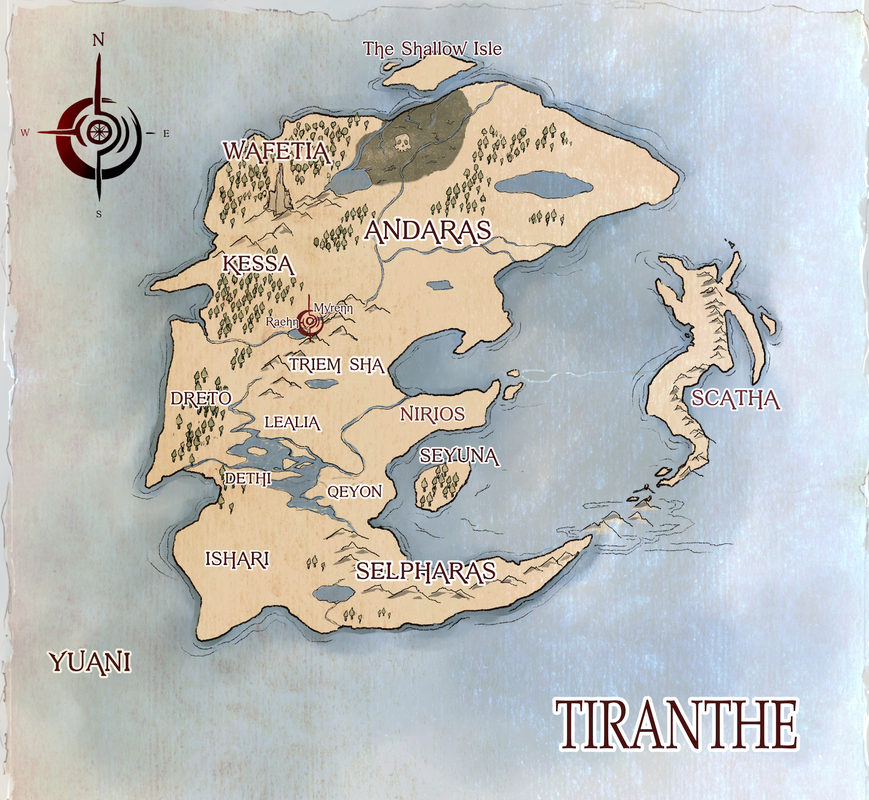 The Shallow Isle
N
W
E
S
WAFETIA
ANDARAS
KESSA
Myrenn
Raehn
TRIEM SHA
DRETO
SCATHA
LEALIA
NIRIOS
SEYUNA
DETHI
QEYON
ISHARI
SELPHARAS
YUANI
TIRANTHE